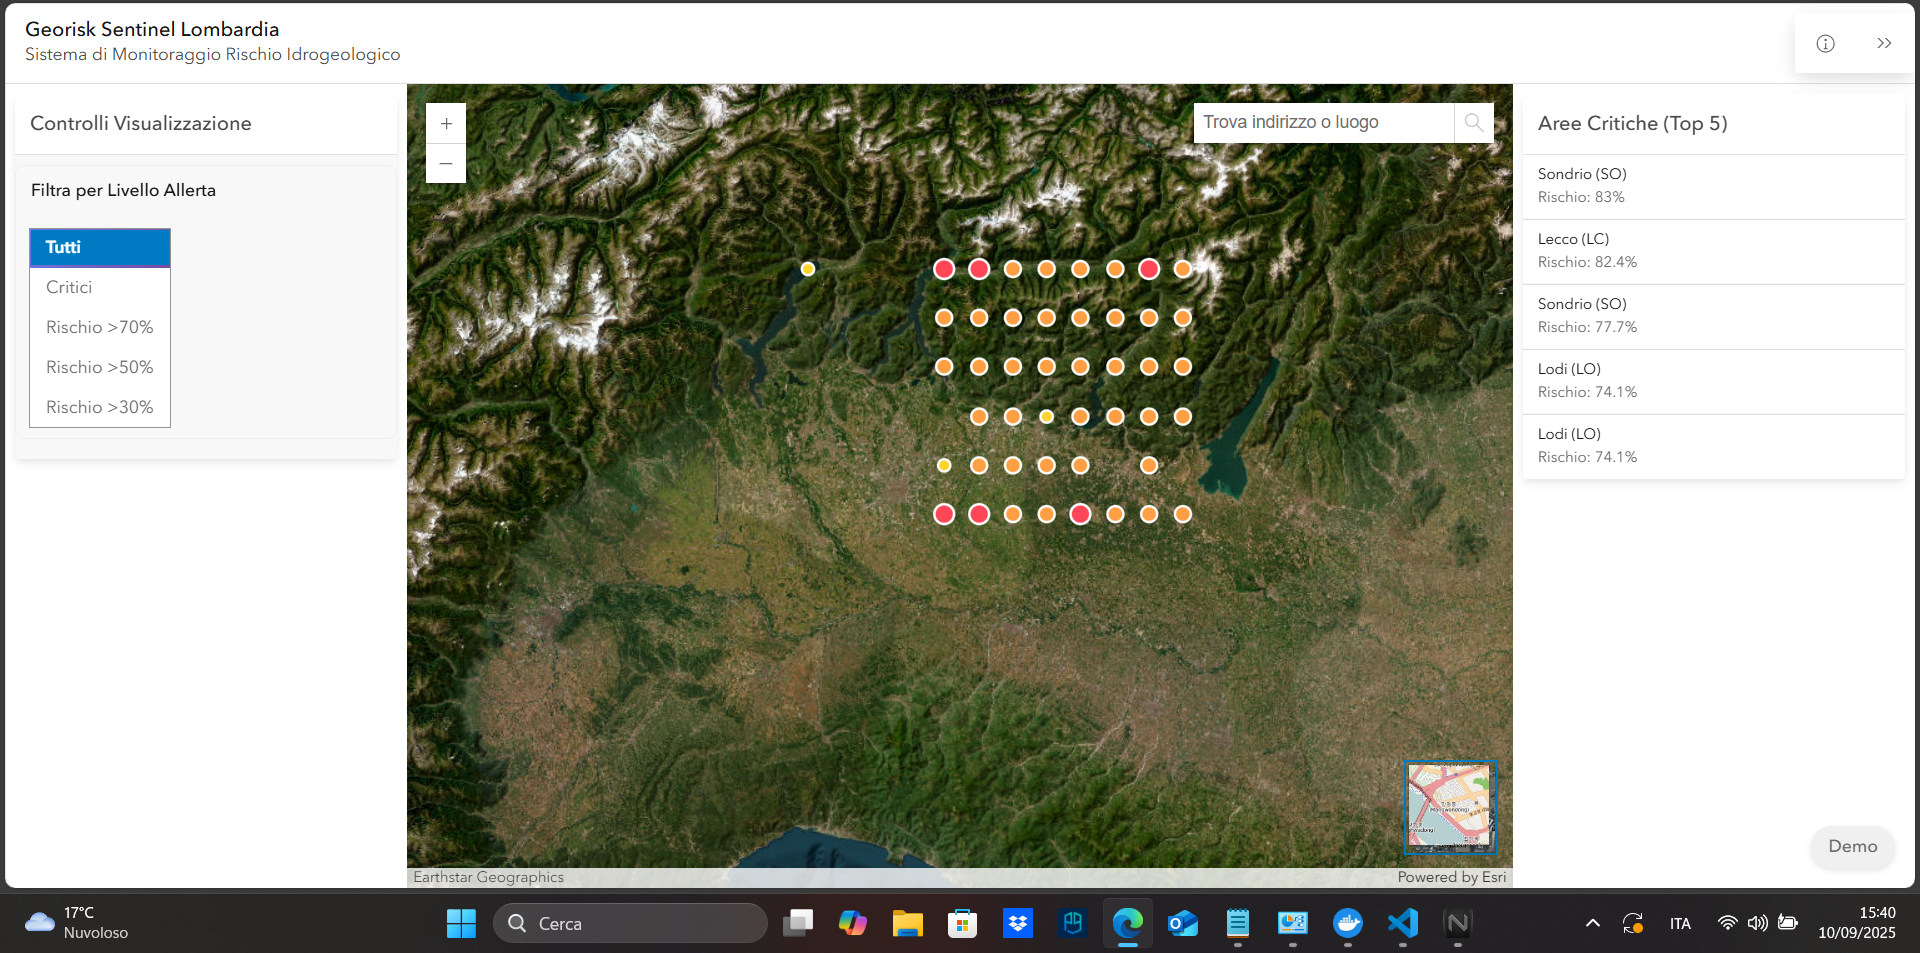 Georisk Sentinel Lombardia
Sistema di Monitoraggio Rischio Idrogeologico
Controlli Visualizzazione
Filtra per Livello Allerta
Tutti
Critici
Rischio >70%
Rischio >50%
Rischio >30%
+
−
Trova indirizzo o luogo
Earthstar Geographics
Powered by Esri
Aree Critiche (Top 5)
Sondrio (SO)
Rischio: 83%
Lecco (LC)
Rischio: 82.4%
Sondrio (SO)
Rischio: 77.7%
Lodi (LO)
Rischio: 74.1%
Lodi (LO)
Rischio: 74.1%
Demo
17°C
Nuvoloso
Cerca
ITA
15:40
10/09/2025